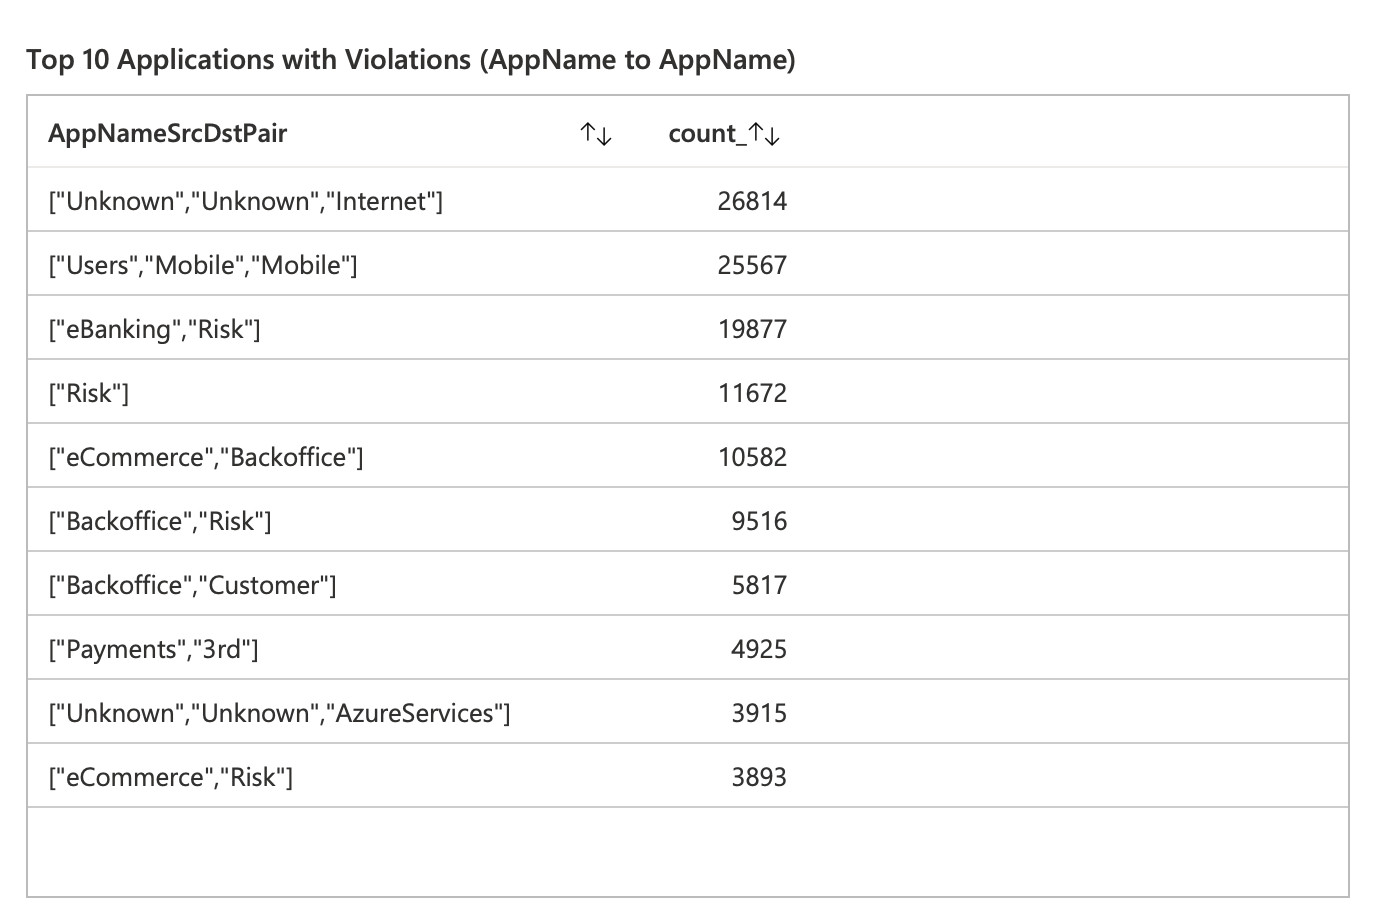 Top 10 Applications with Violations (AppName to AppName)
AppNameSrcDstPair ↑↓ count_↑↓
["Unknown","Unknown","Internet"] 26814
["Users","Mobile","Mobile"] 25567
["eBanking","Risk"] 19877
["Risk"] 11672
["eCommerce","Backoffice"] 10582
["Backoffice","Risk"] 9516
["Backoffice","Customer"] 5817
["Payments","3rd"] 4925
["Unknown","Unknown","AzureServices"] 3915
["eCommerce","Risk"] 3893